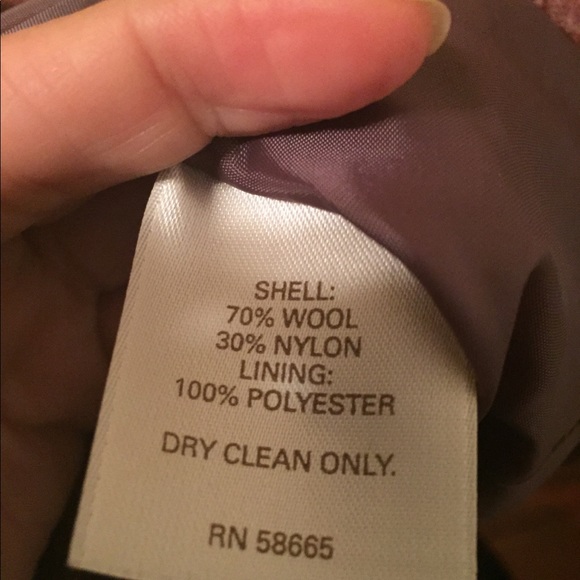 SHELL:
70% WOOL
30% NYLON
LINING:
100% POLYESTER
DRY CLEAN ONLY.
RN 58665